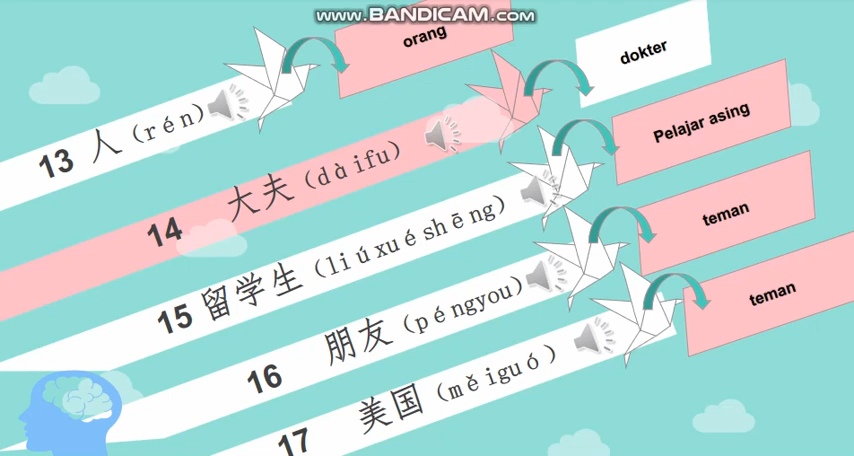 WWW.BANDICAM.COM
13 人 (rén)
orang
14 大夫 (dàifu)
dokter
15 留学生 (liúxuéshēng)
Pelajar asing
16 朋友 (péngyou)
teman
17 美国 (měiguó)
teman